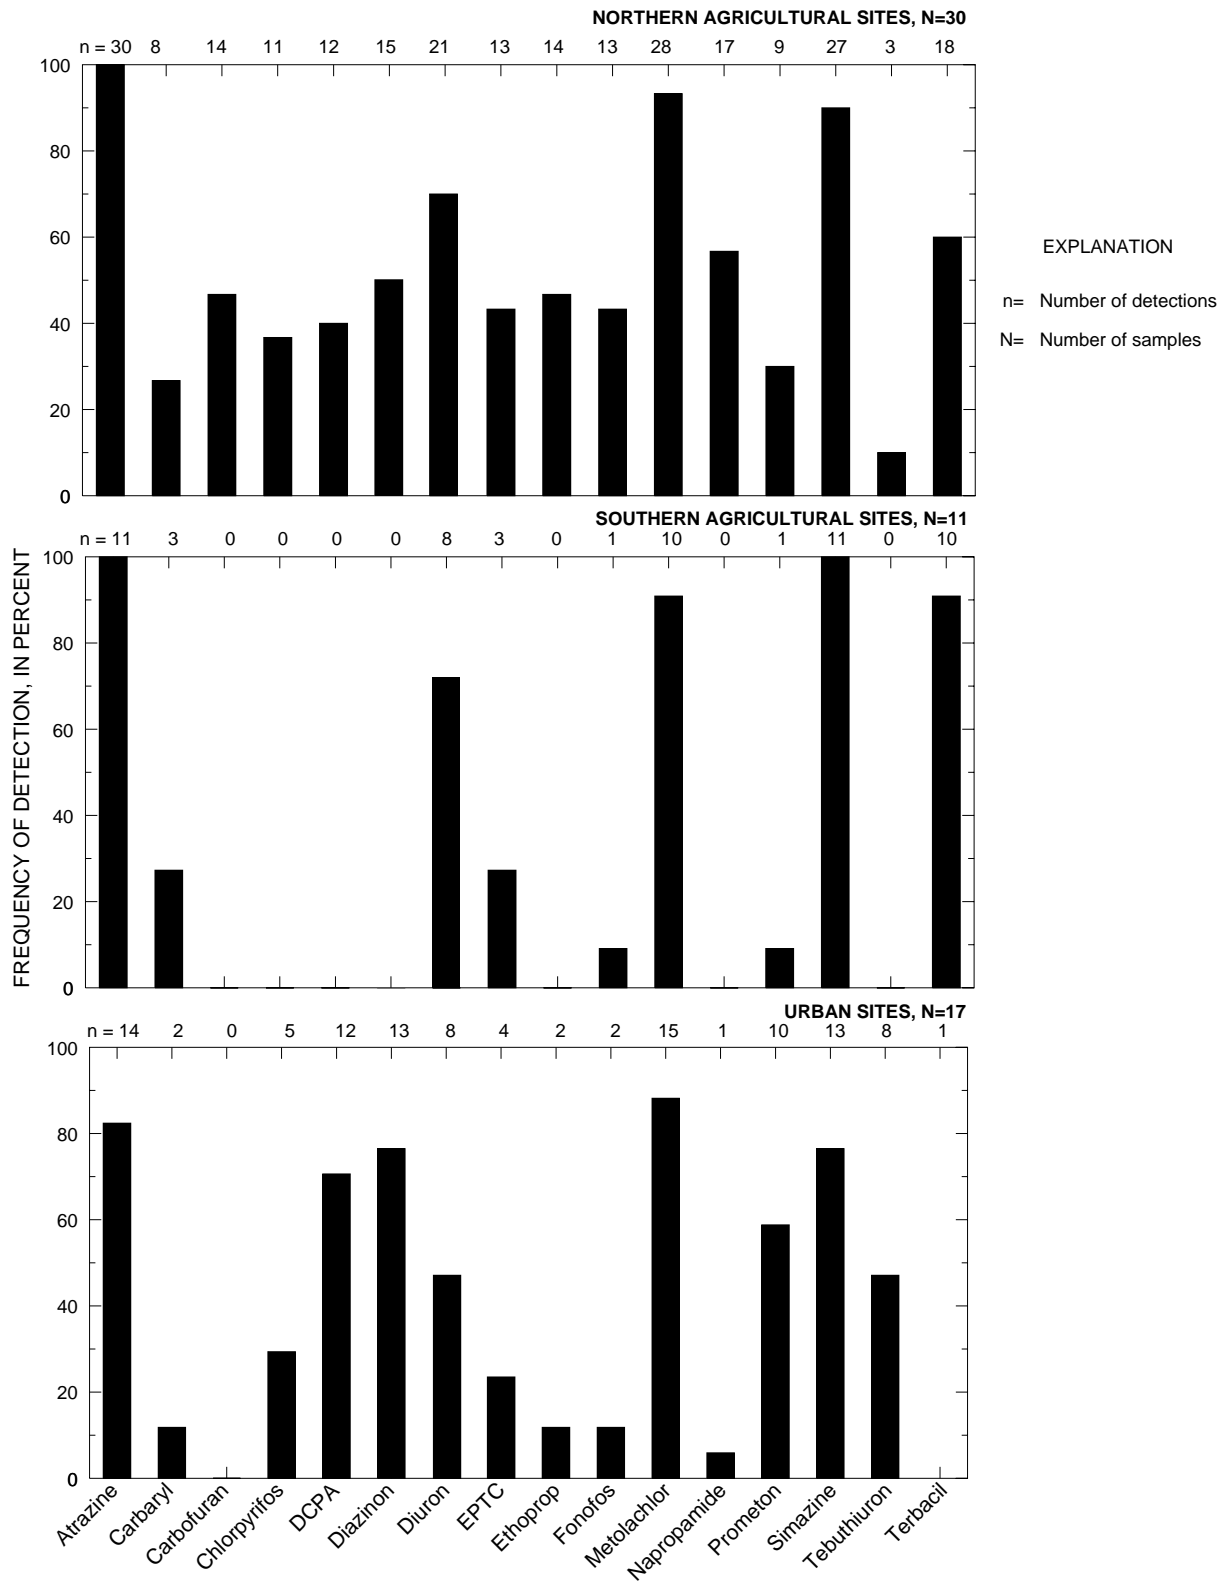 NORTHERN AGRICULTURAL SITES, N=30
n = 30 8 14 11 12 15 21 13 14 13 28 17 9 27 3 18
100
80
60
40
20
0
EXPLANATION
n= Number of detections
N= Number of samples
SOUTHERN AGRICULTURAL SITES, N=11
n = 11 3 0 0 0 0 8 3 0 1 10 0 1 11 0 10
100
80
60
40
20
0
FREQUENCY OF DETECTION, IN PERCENT
URBAN SITES, N=17
n = 14 2 0 5 12 13 8 4 2 2 15 1 10 13 8 1
100
80
60
40
20
0
Atrazine
Carbaryl
Carbofuran
Chlorpyrifos
DCPA
Diazinon
Diuron
EPTC
Ethoprop
Fonofos
Metolachlor
Napropamide
Prometon
Simazine
Tebuthiuron
Terbacil